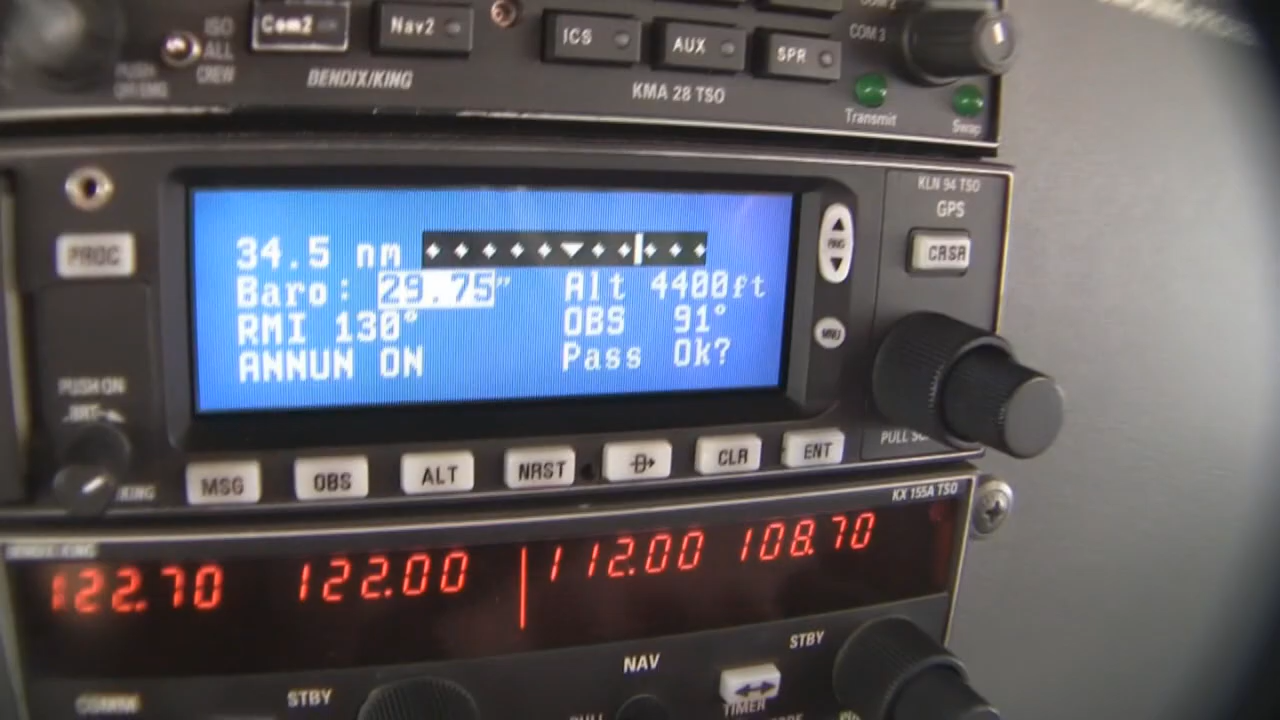 ISO
ALL
CREW
Com2
Nav2
ICS
AUX
SPR
COM 3
BENDIX/KING
KMA 28 TSO
Transmit
Swap
KLN 94 TSO
GPS
PROC
CRSR
RNG
MNU
34.5 nm
Baro: 29.75" Alt 4400ft
RMI 130° OBS 91°
ANNUN ON Pass Ok?
PUSH ON
BRT
MSG
OBS
ALT
NRST
D
CLR
ENT
KX 155A TSO
122.70 122.00 112.00 108.70
STBY
NAV
STBY
TIMER